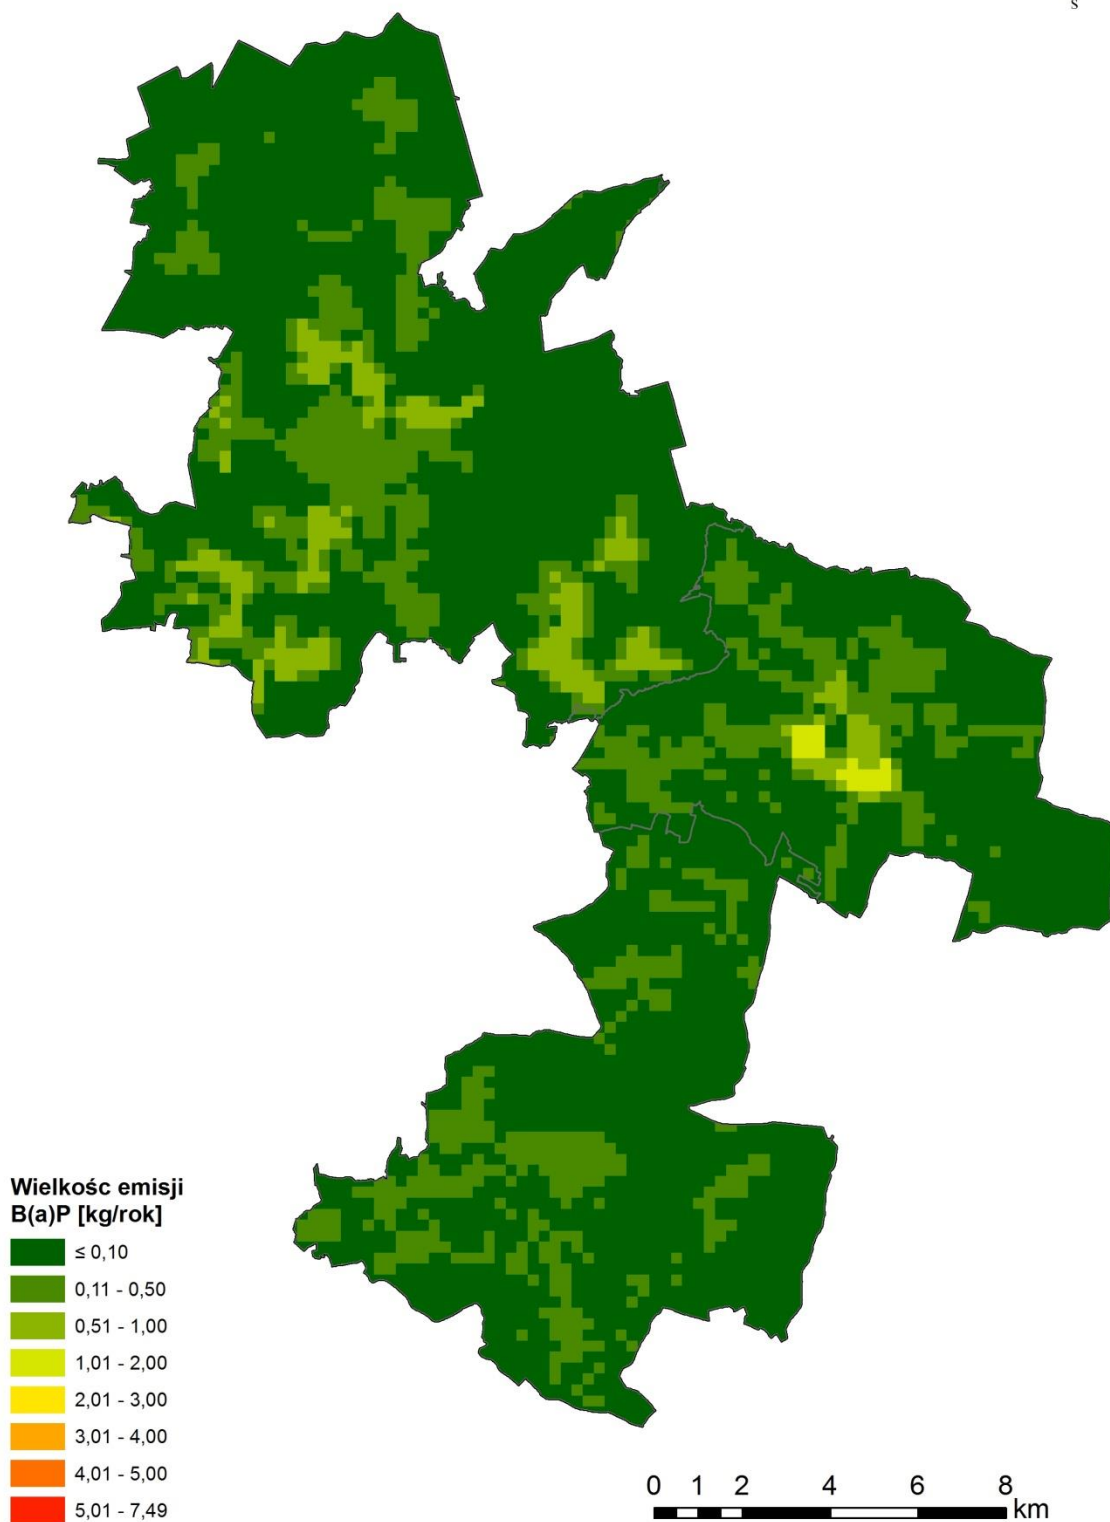 s
Wielkośc emisji
B(a)P [kg/rok]
≤ 0,10
0,11 - 0,50
0,51 - 1,00
1,01 - 2,00
2,01 - 3,00
3,01 - 4,00
4,01 - 5,00
5,01 - 7,49
0 1 2 4 6 8
km